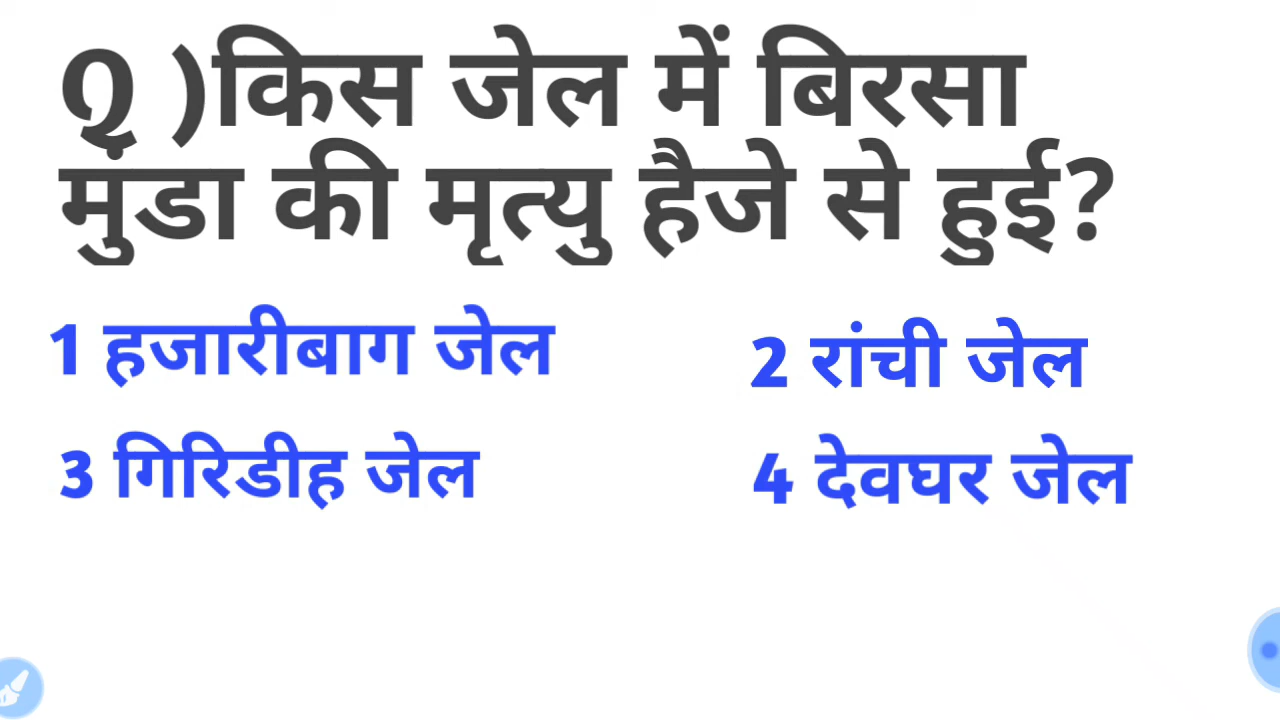 Q )किस जेल में बिरसा
मुंडा की मृत्यु हैजे से हुई?
1 हजारीबाग जेल
2 रांची जेल
3 गिरिडीह जेल
4 देवघर जेल